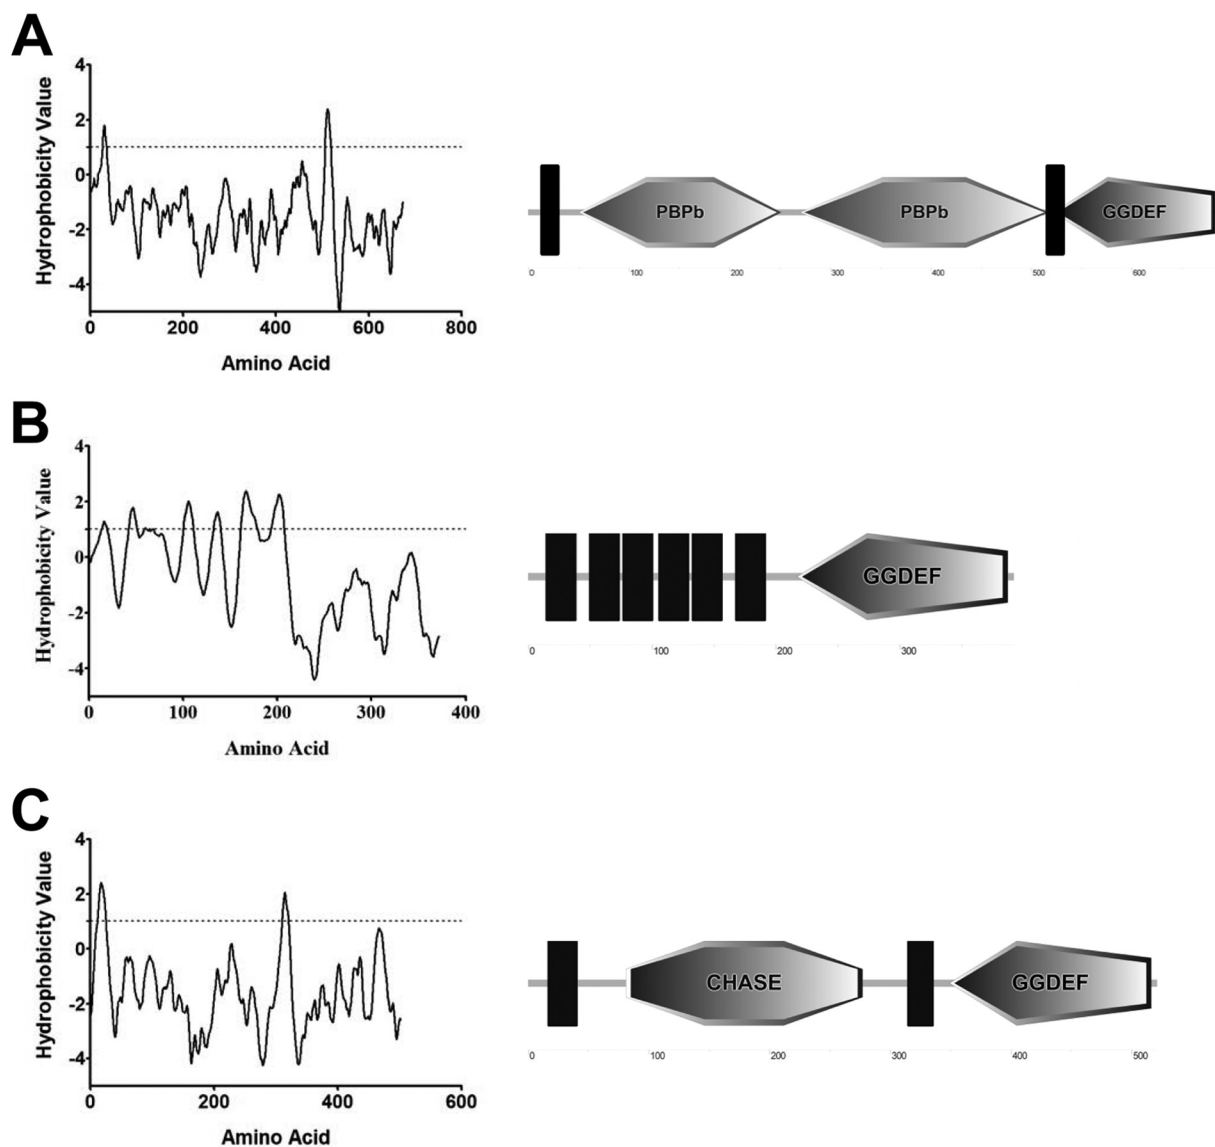 A
Hydrophobicity Value
4
2
0
-2
-4
0 200 400 600 800
Amino Acid
PBPb PBPb GGDEF
0 100 200 300 400 500 600
B
Hydrophobicity Value
4
2
0
-2
-4
0 100 200 300 400
Amino Acid
GGDEF
0 100 200 300
C
Hydrophobicity Value
4
2
0
-2
-4
0 200 400 600
Amino Acid
CHASE GGDEF
0 100 200 300 400 500